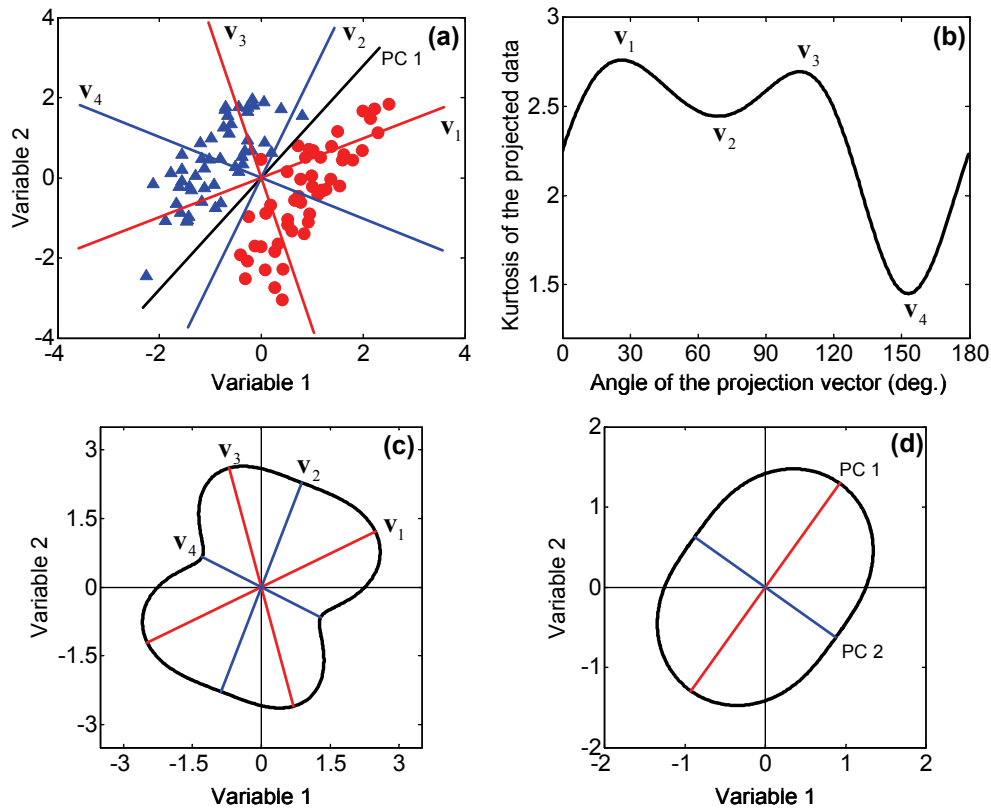 (a)
4
2
0
-2
-4
Variable 2
-4
-2
0
2
4
Variable 1
v3
v2
PC 1
v4
v1
(b)
3
2.5
2
1.5
Kurtosis of the projected data
0
30
60
90
120
150
180
Angle of the projection vector (deg.)
v1
v2
v3
v4
(c)
3
1.5
0
-1.5
-3
Variable 2
-3
-1.5
0
1.5
3
Variable 1
v3
v2
v1
v4
(d)
2
1
0
-1
-2
Variable 2
-2
-1
0
1
2
Variable 1
PC 1
PC 2